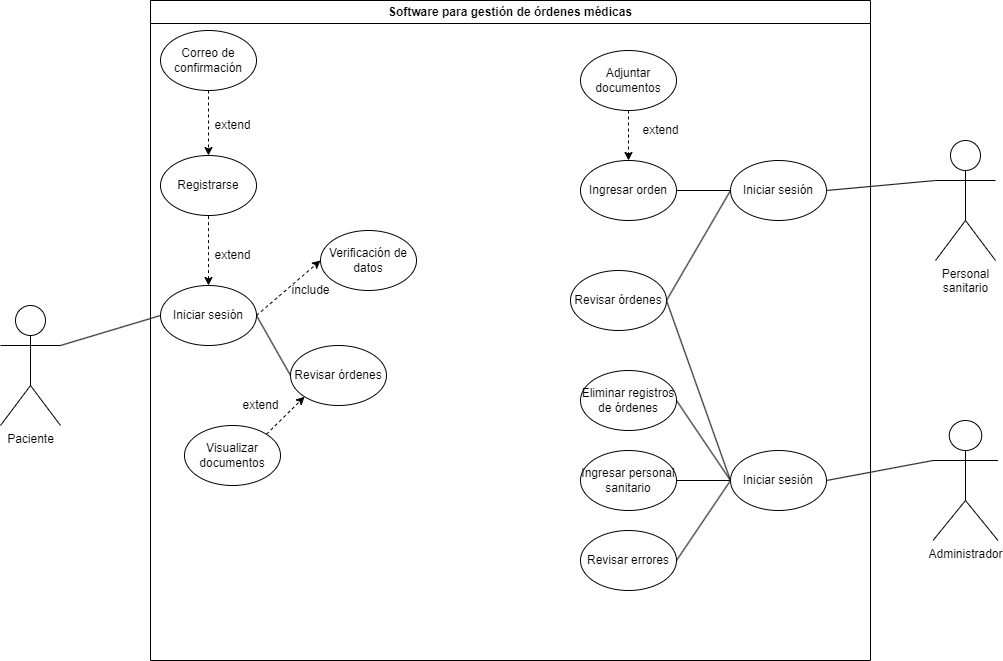 Software para gestión de órdenes médicas
Correo de
confirmación
extend
Registrarse
extend
Iniciar sesión
Verificación de
datos
include
Revisar órdenes
extend
Visualizar
documentos
Paciente
Adjuntar
documentos
extend
Ingresar orden
Iniciar sesión
Revisar órdenes
Eliminar registros
de órdenes
Ingresar personal
sanitario
Iniciar sesión
Revisar errores
Personal
sanitario
Administrador